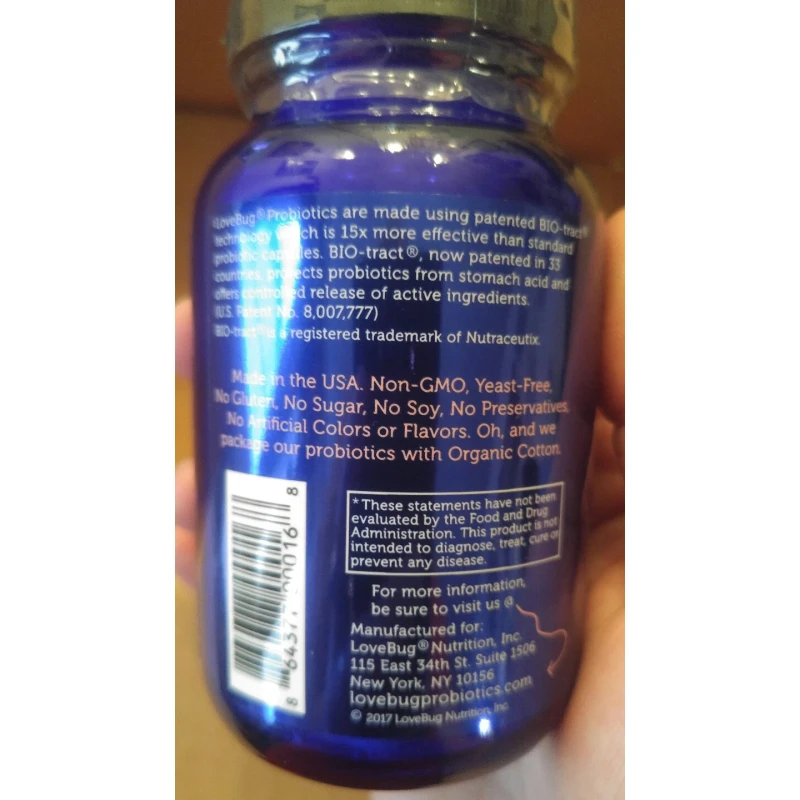 LoveBug® Probiotics are made using patented BIO-tract®
technology which is 15x more effective than standard
probiotic capsules. BIO-tract®, now patented in 33
countries, protects probiotics from stomach acid and
offers controlled release of active ingredients.
(U.S. Patent No. 8,007,777)
BIO-tract® is a registered trademark of Nutraceutix.
Made in the USA. Non-GMO, Yeast-Free,
No Gluten, No Sugar, No Soy, No Preservatives,
No Artificial Colors or Flavors. Oh, and we
package our probiotics with Organic Cotton.
*These statements have not been
evaluated by the Food and Drug
Administration. This product is not
intended to diagnose, treat, cure or
prevent any disease.
For more information,
be sure to visit us @
Manufactured for:
LoveBug® Nutrition, Inc.
115 East 34th St. Suite 1506
New York, NY 10156
lovebugprobiotics.com
© 2017 LoveBug Nutrition, Inc.